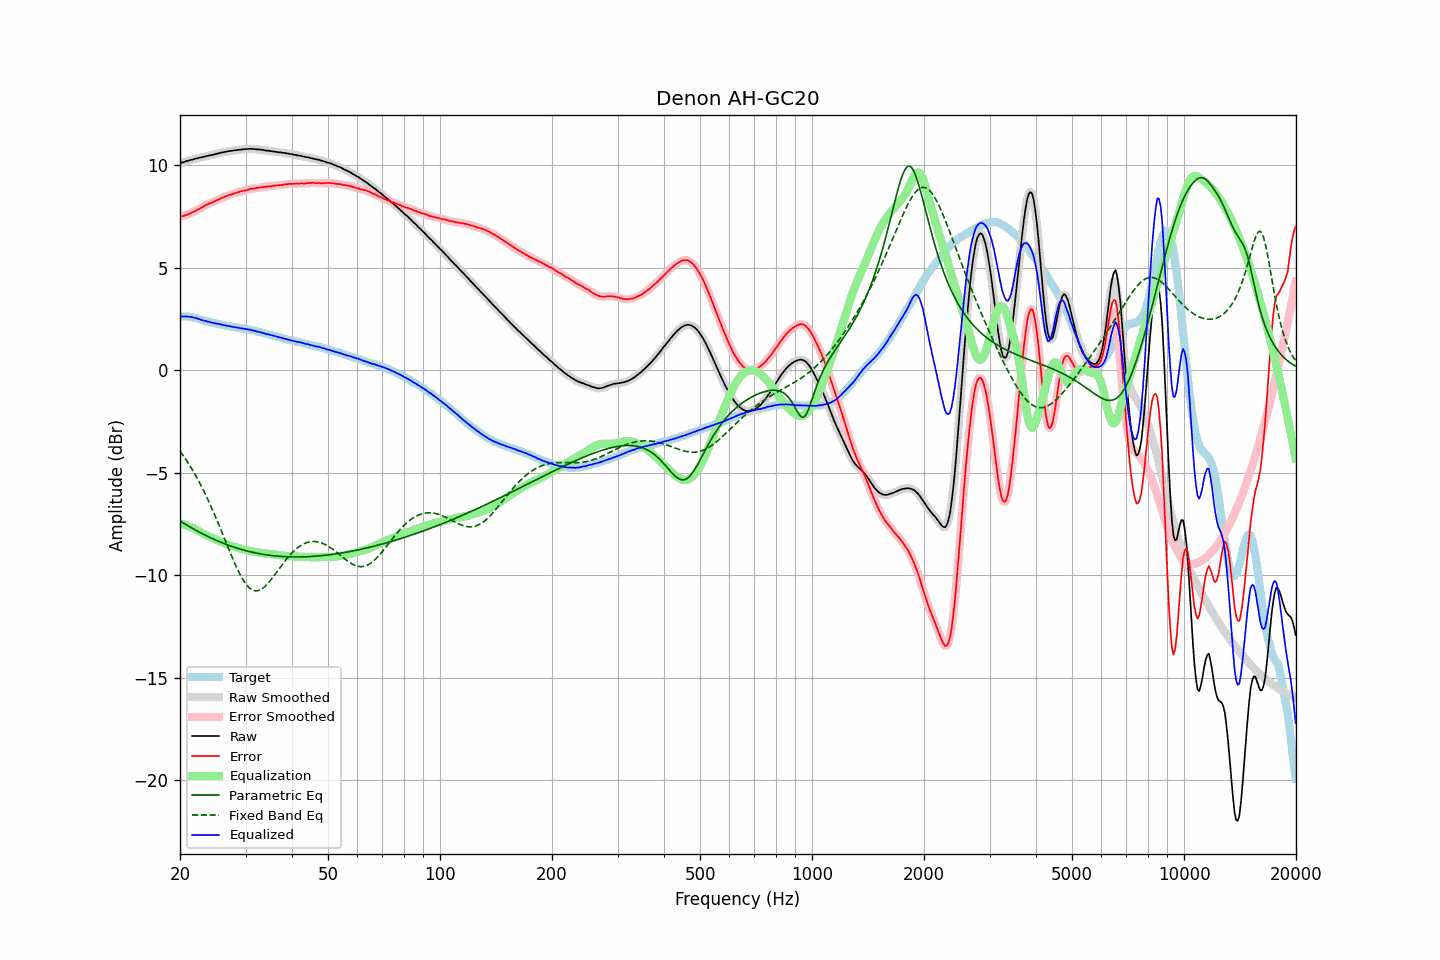 Denon AH-GC20
Amplitude (dBr)
10
5
0
−5
−10
−15
−20
Target
Raw Smoothed
Error Smoothed
Raw
Error
Equalization
Parametric Eq
Fixed Band Eq
Equalized
20 50 100 200 500 1000 2000 5000 10000 20000
Frequency (Hz)